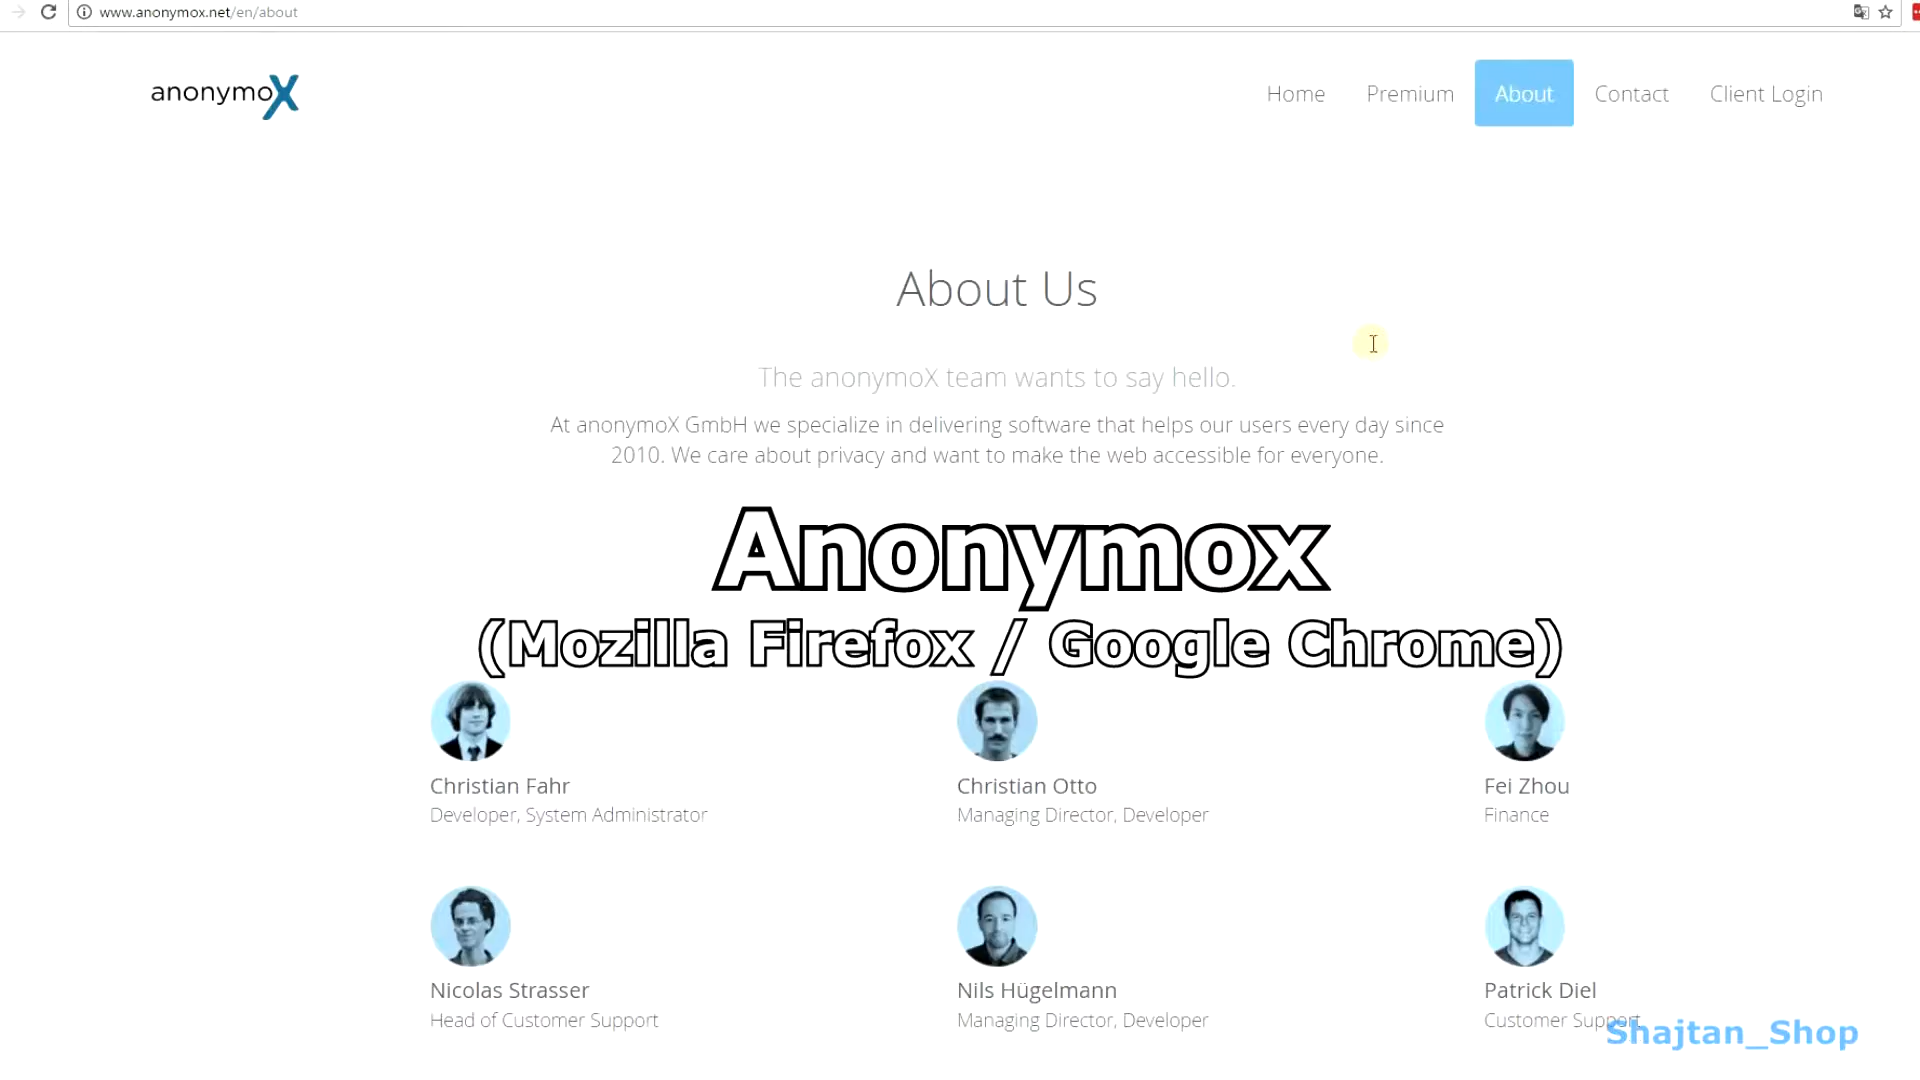 www.anonymox.net/en/about
anonymoX
Home Premium About Contact Client Login
About Us
The anonymoX team wants to say hello.
At anonymoX GmbH we specialize in delivering software that helps our users every day since
2010. We care about privacy and want to make the web accessible for everyone.
Anonymox
(Mozilla Firefox / Google Chrome)
Christian Fahr
Developer, System Administrator
Christian Otto
Managing Director, Developer
Fei Zhou
Finance
Nicolas Strasser
Head of Customer Support
Nils Hügelmann
Managing Director, Developer
Patrick Diel
Customer Support
Shajtan_Shop